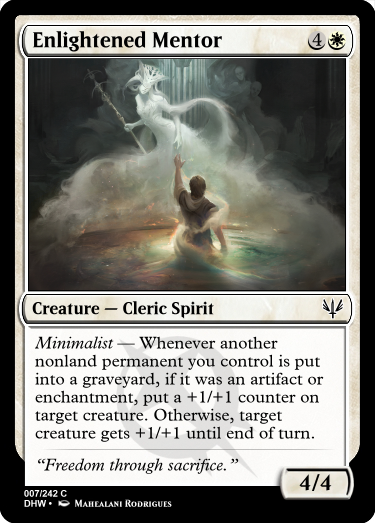 Enlightened Mentor 4
Creature — Cleric Spirit
Minimalist — Whenever another
nonland permanent you control is put
into a graveyard, if it was an artifact or
enchantment, put a +1/+1 counter on
target creature. Otherwise, target
creature gets +1/+1 until end of turn.
“Freedom through sacrifice.”
4/4
007/242 C
DHW • Mahealani Rodrigues